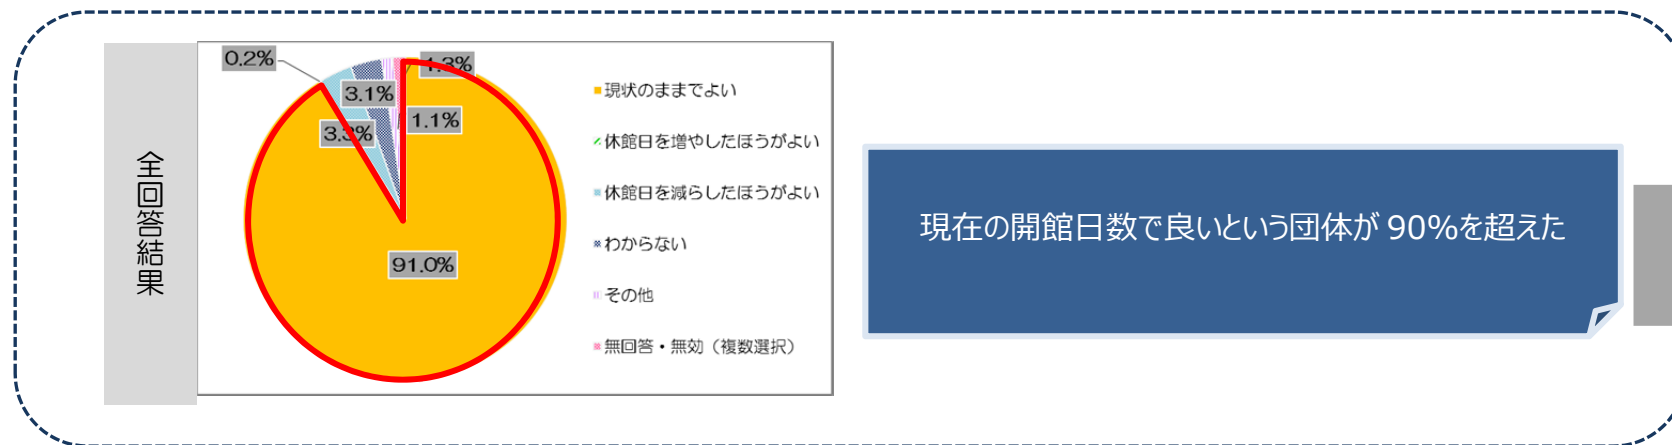 全回答結果
0.2%
1.3%
3.1%
1.1%
3.3%
91.0%
現状のままでよい
休館日を増やしたほうがよい
休館日を減らしたほうがよい
わからない
その他
無回答・無効（複数選択）
現在の開館日数で良いという団体が 90%を超えた